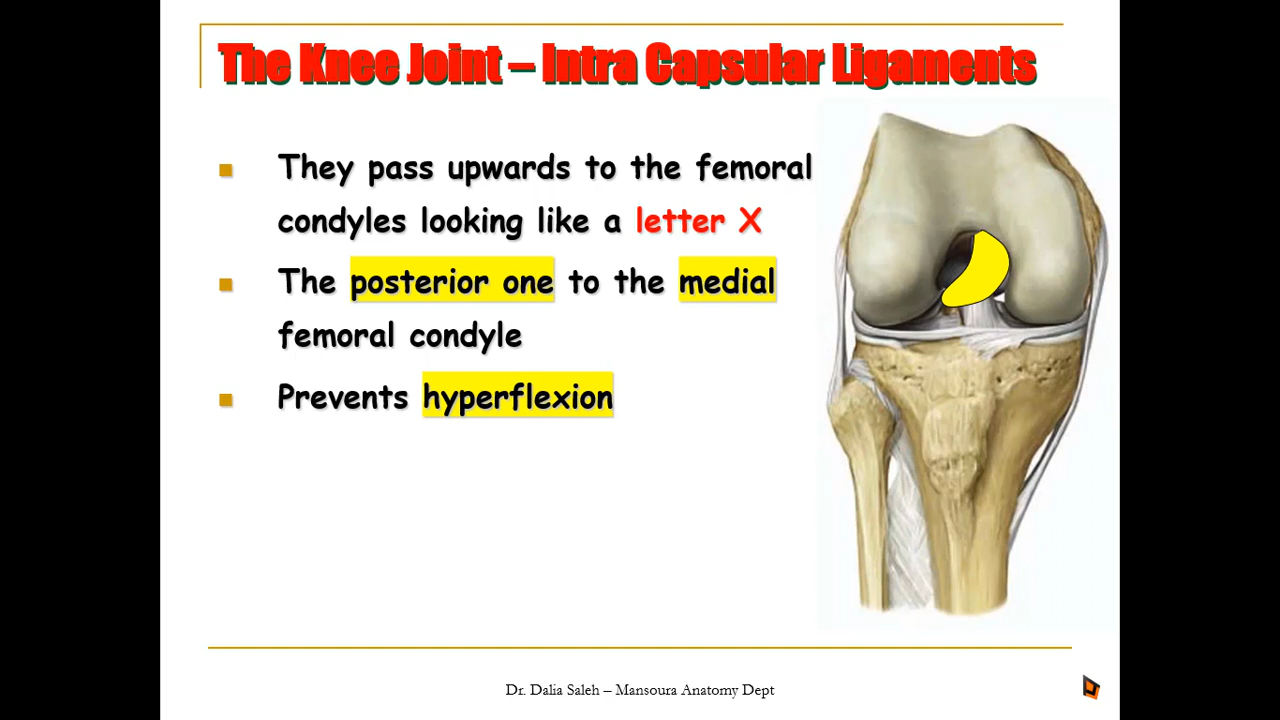 The Knee Joint – Intra Capsular Ligaments
They pass upwards to the femoral
condyles looking like a letter X
The posterior one to the medial
femoral condyle
Prevents hyperflexion
Dr. Dalia Saleh – Mansoura Anatomy Dept